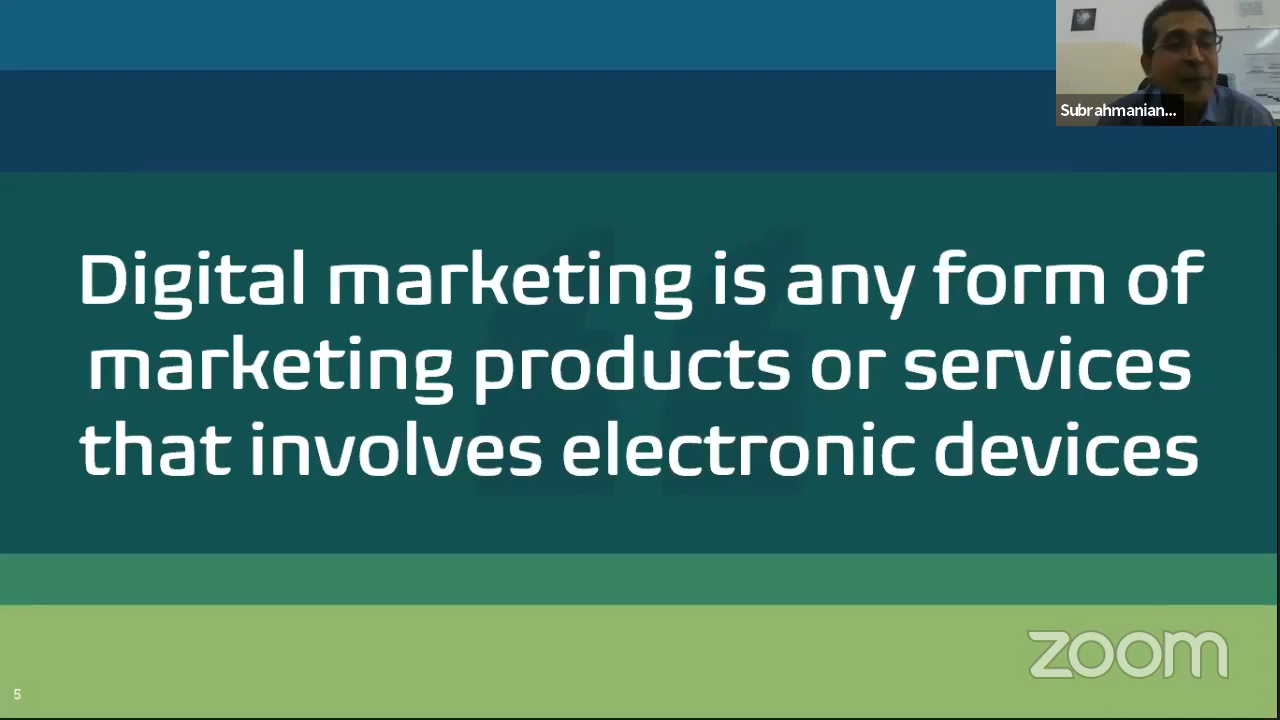 Subrahmanian...
Digital marketing is any form of
marketing products or services
that involves electronic devices
zoom
5